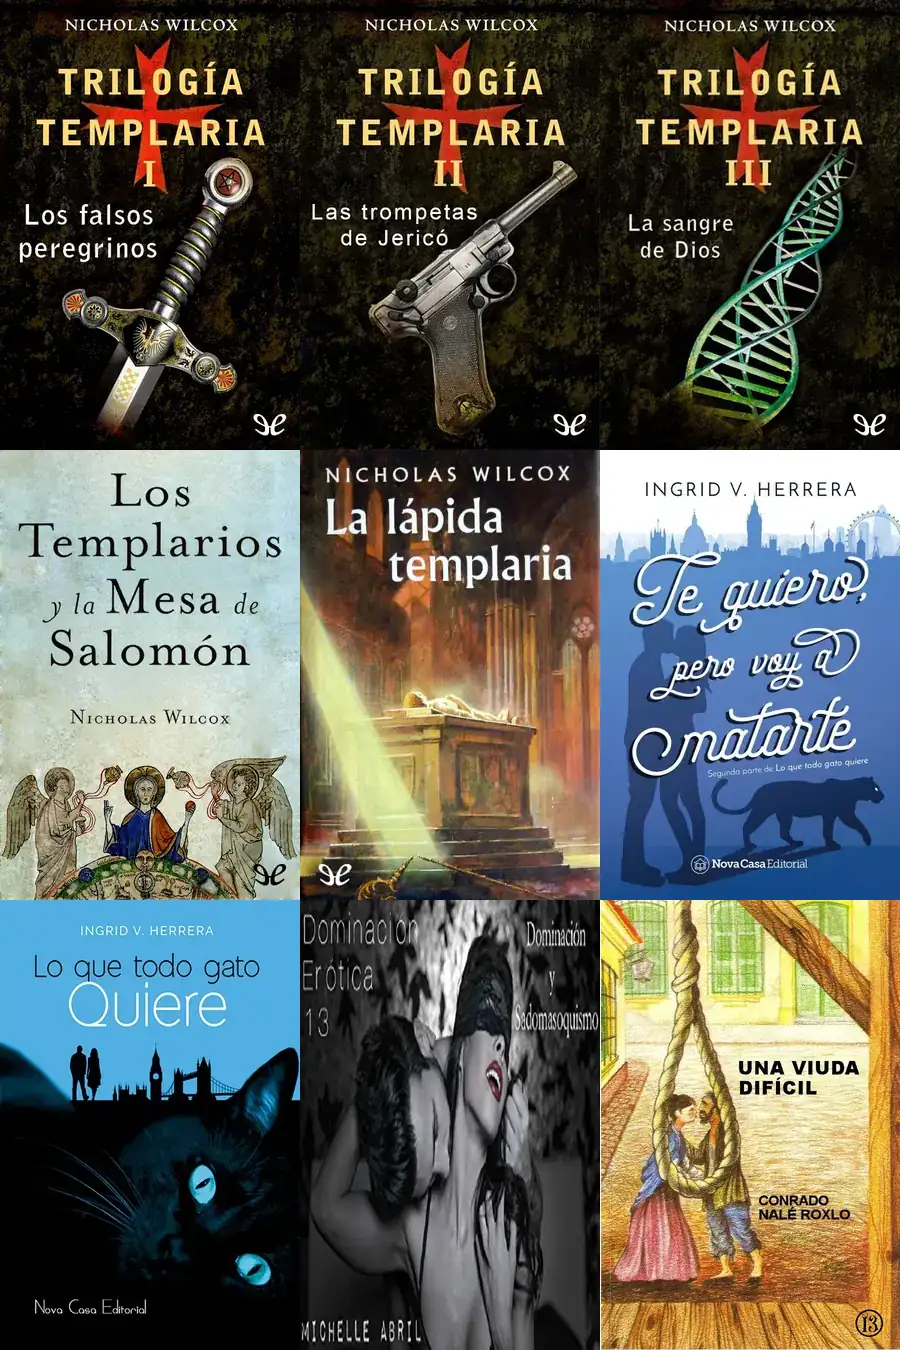 NICHOLAS WILCOX
TRILOGÍA
TEMPLARIA
I
Los falsos
peregrinos
NICHOLAS WILCOX
TRILOGÍA
TEMPLARIA
II
Las trompetas
de Jericó
NICHOLAS WILCOX
TRILOGÍA
TEMPLARIA
III
La sangre
de Dios
Los
Templarios
y la Mesa de
Salomón
NICHOLAS WILCOX
NICHOLAS WILCOX
La lápida
templaria
INGRID V. HERRERA
Te quiero,
pero voy a
matarte
Segunda parte de Lo que todo gato quiere
Nova Casa Editorial
INGRID V. HERRERA
Lo que todo gato
Quiere
Nova Casa Editorial
Dominación
Erótica
13
Dominación
y
Sadomasoquismo
MICHELLE ABRIL
UNA VIUDA
DIFÍCIL
CONRADO
NALÉ ROXLO
13